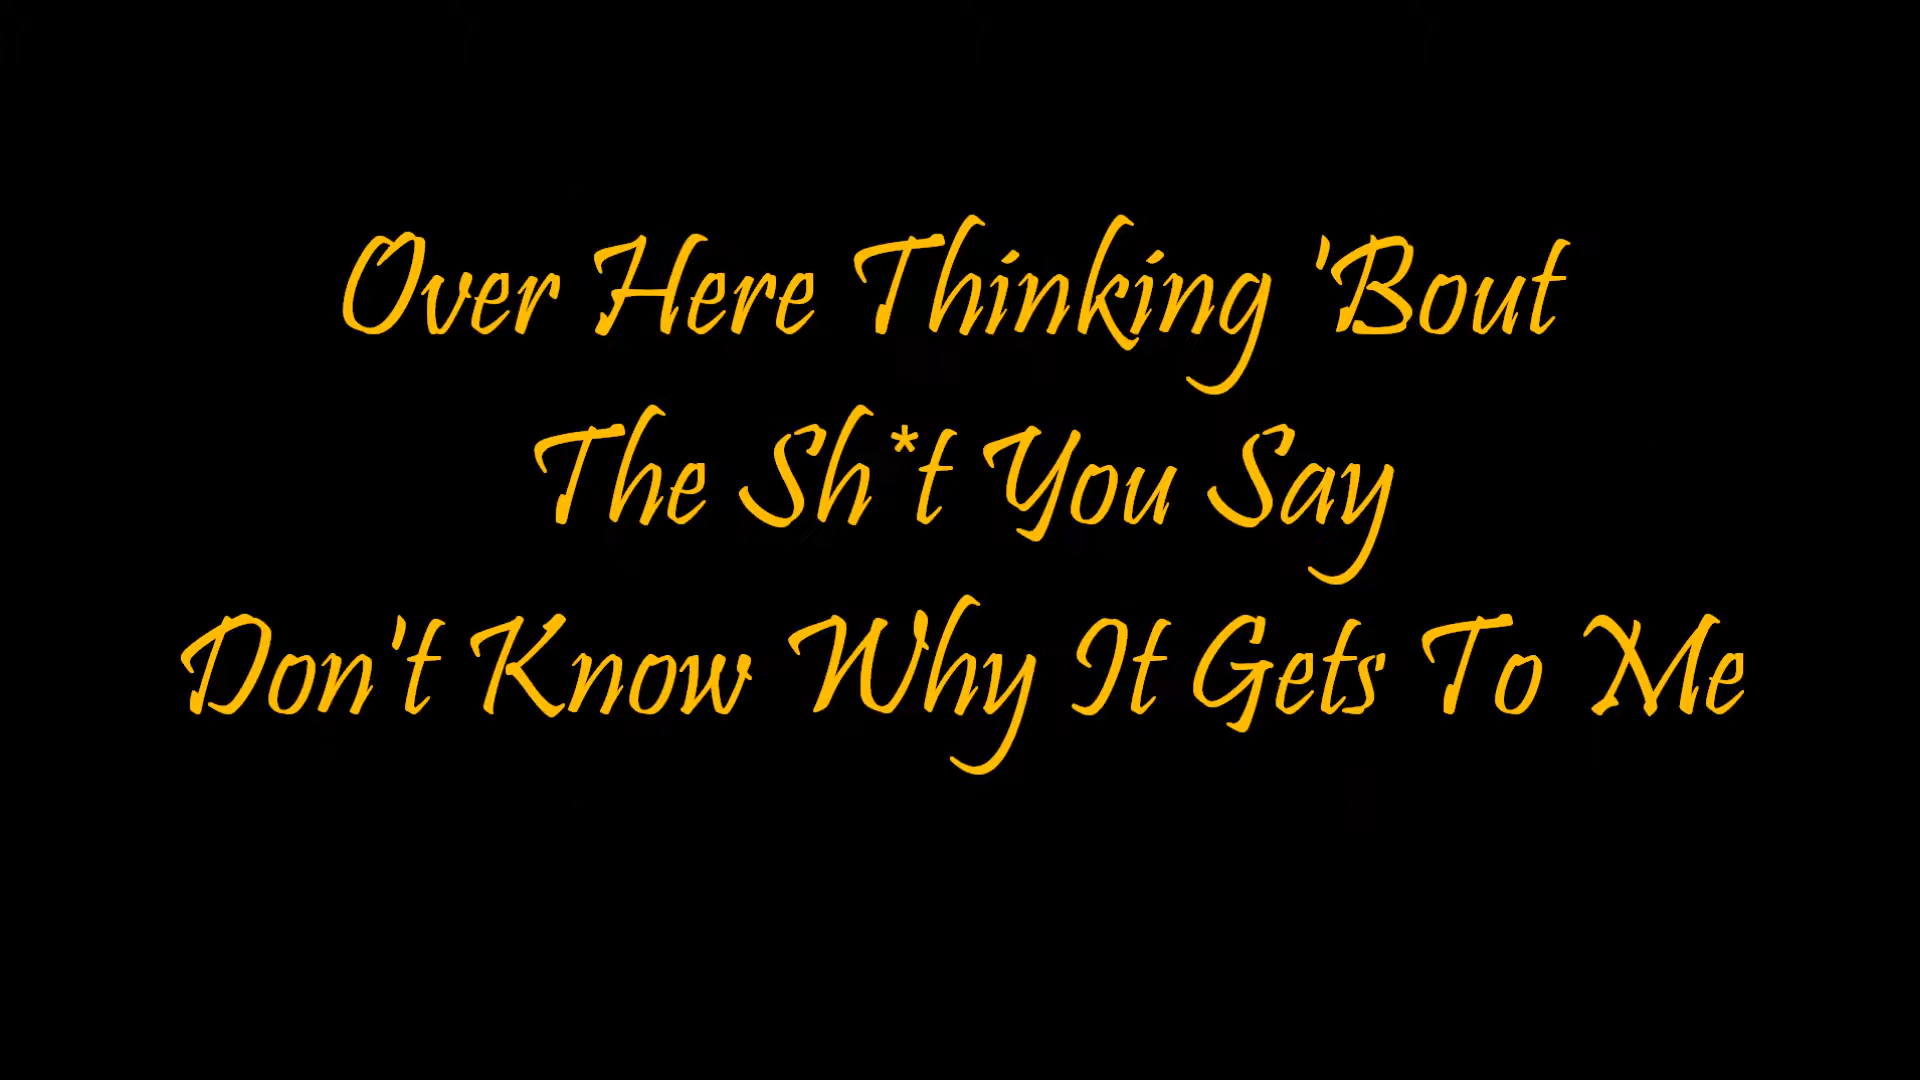 Over Here Thinking 'Bout
The Sh*t You Say
Don't Know Why It Gets To Me